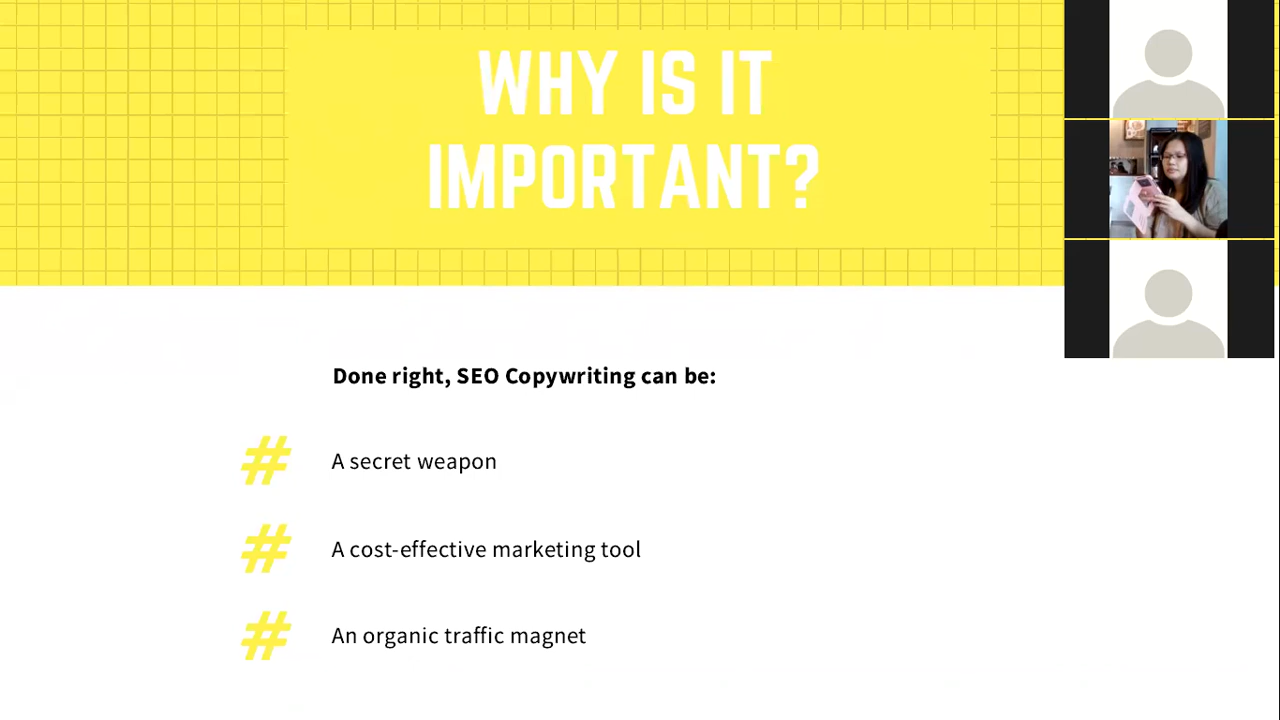 WHY IS IT
IMPORTANT?
Done right, SEO Copywriting can be:
# A secret weapon
# A cost-effective marketing tool
# An organic traffic magnet